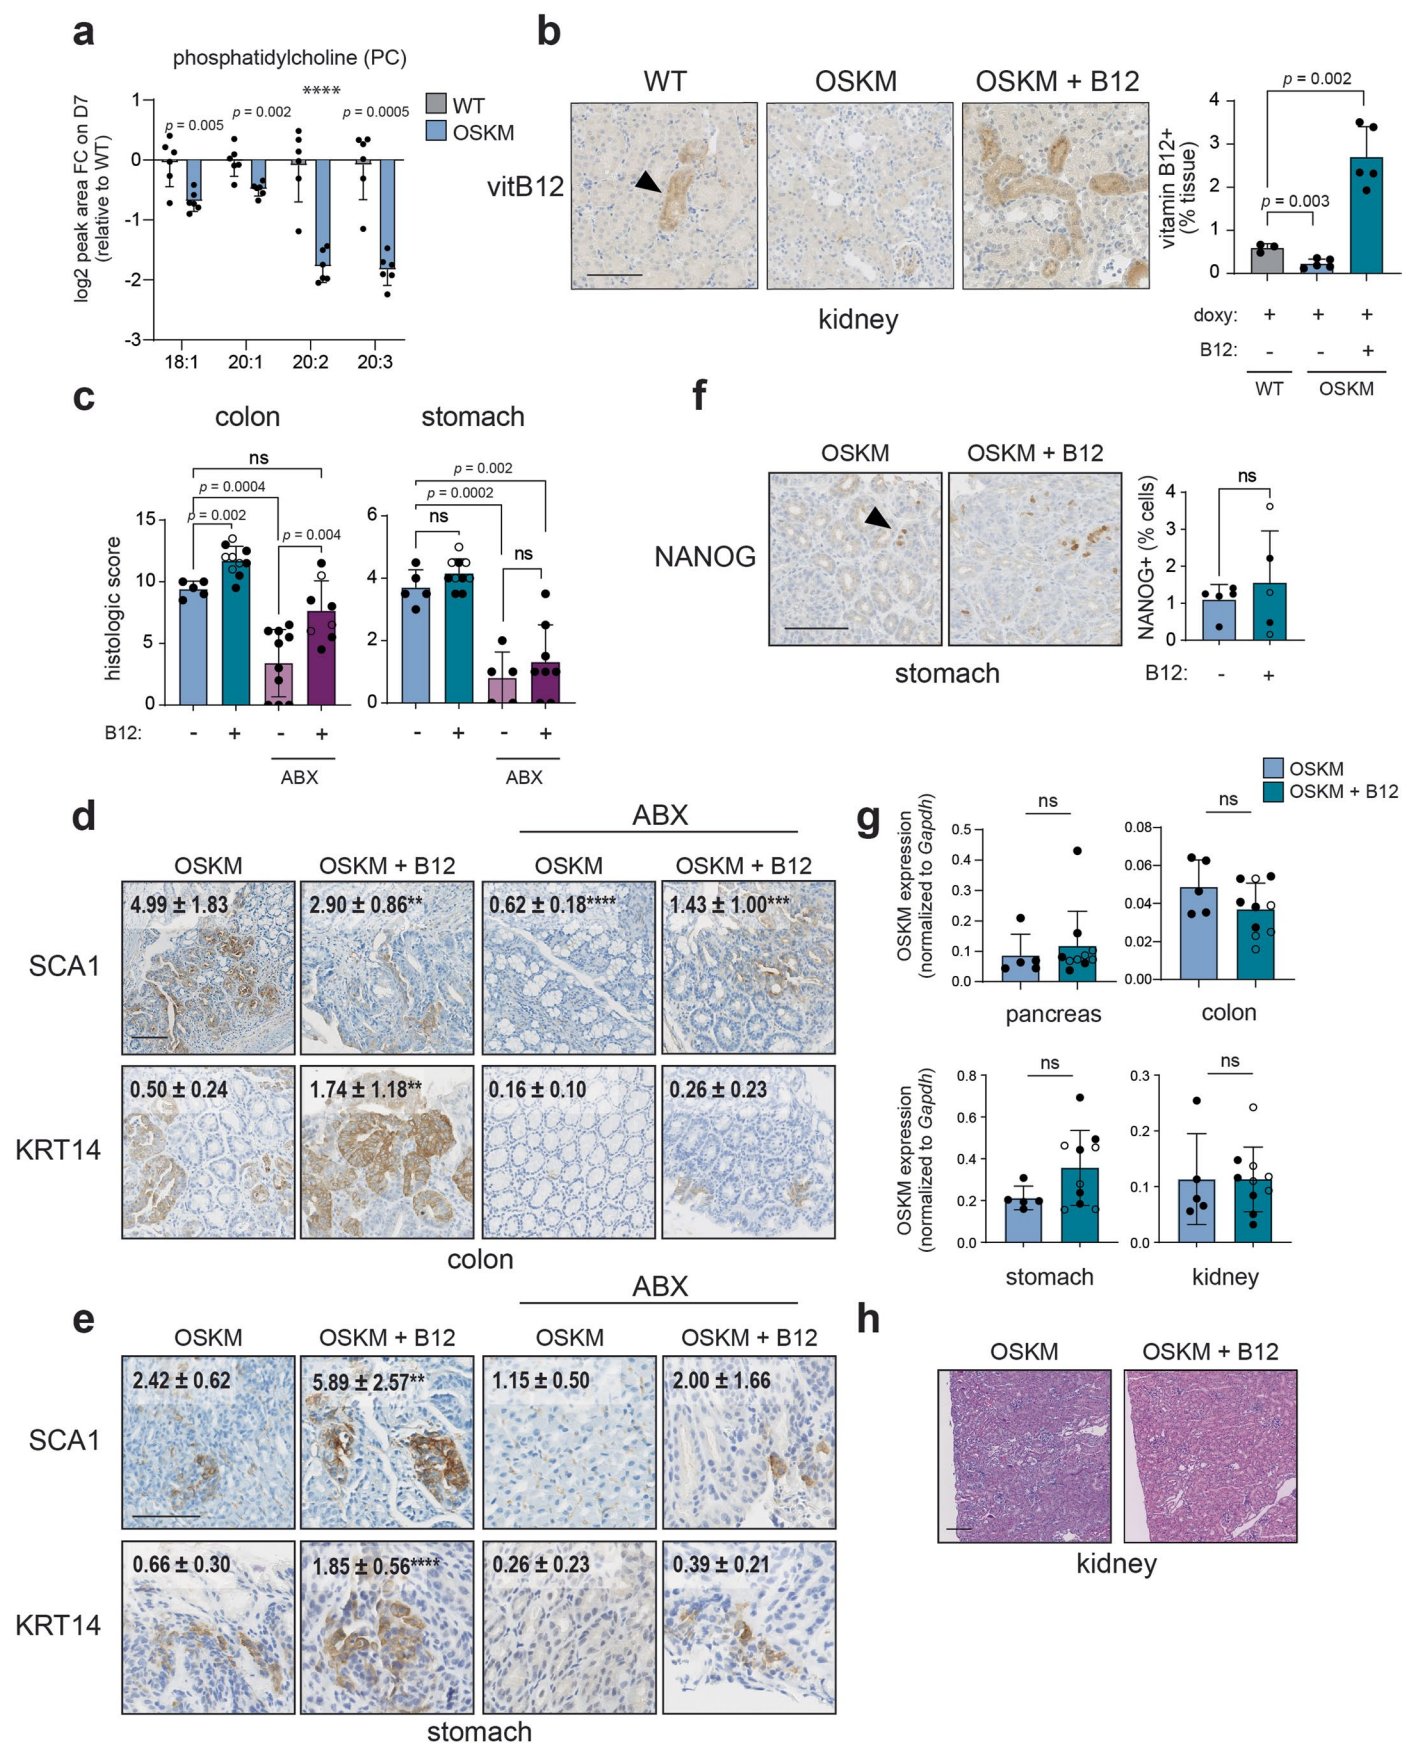 a
phosphatidylcholine (PC)
log2 peak area FC on D7
(relative to WT)
1
0
-1
-2
-3
p = 0.005
p = 0.002
****
p = 0.0005
WT
OSKM
18:1
20:1
20:2
20:3
b
WT
OSKM
OSKM + B12
vitB12
kidney
vitamin B12+
(% tissue)
4
3
2
1
0
p = 0.002
p = 0.003
doxy:
+
+
+
B12:
-
-
+
WT
OSKM
c
colon
stomach
histologic score
15
10
5
0
ns
p = 0.0004
p = 0.002
p = 0.004
6
4
2
0
p = 0.002
p = 0.0002
ns
ns
B12:
-
+
-
+
-
+
-
+
ABX
ABX
f
OSKM
OSKM + B12
NANOG
stomach
NANOG+ (% cells)
4
3
2
1
0
ns
B12:
-
+
d
ABX
OSKM
OSKM + B12
OSKM
OSKM + B12
SCA1
4.99 ± 1.83
2.90 ± 0.86**
0.62 ± 0.18****
1.43 ± 1.00***
KRT14
0.50 ± 0.24
1.74 ± 1.18**
0.16 ± 0.10
0.26 ± 0.23
colon
e
ABX
OSKM
OSKM + B12
OSKM
OSKM + B12
SCA1
2.42 ± 0.62
5.89 ± 2.57**
1.15 ± 0.50
2.00 ± 1.66
KRT14
0.66 ± 0.30
1.85 ± 0.56****
0.26 ± 0.23
0.39 ± 0.21
stomach
g
OSKM
OSKM + B12
OSKM expression
(normalized to Gapdh)
0.5
0.4
0.3
0.2
0.1
0.0
ns
pancreas
0.08
0.06
0.04
0.02
0.00
ns
colon
OSKM expression
(normalized to Gapdh)
0.8
0.6
0.4
0.2
0.0
ns
stomach
0.3
0.2
0.1
0.0
ns
kidney
h
OSKM
OSKM + B12
kidney